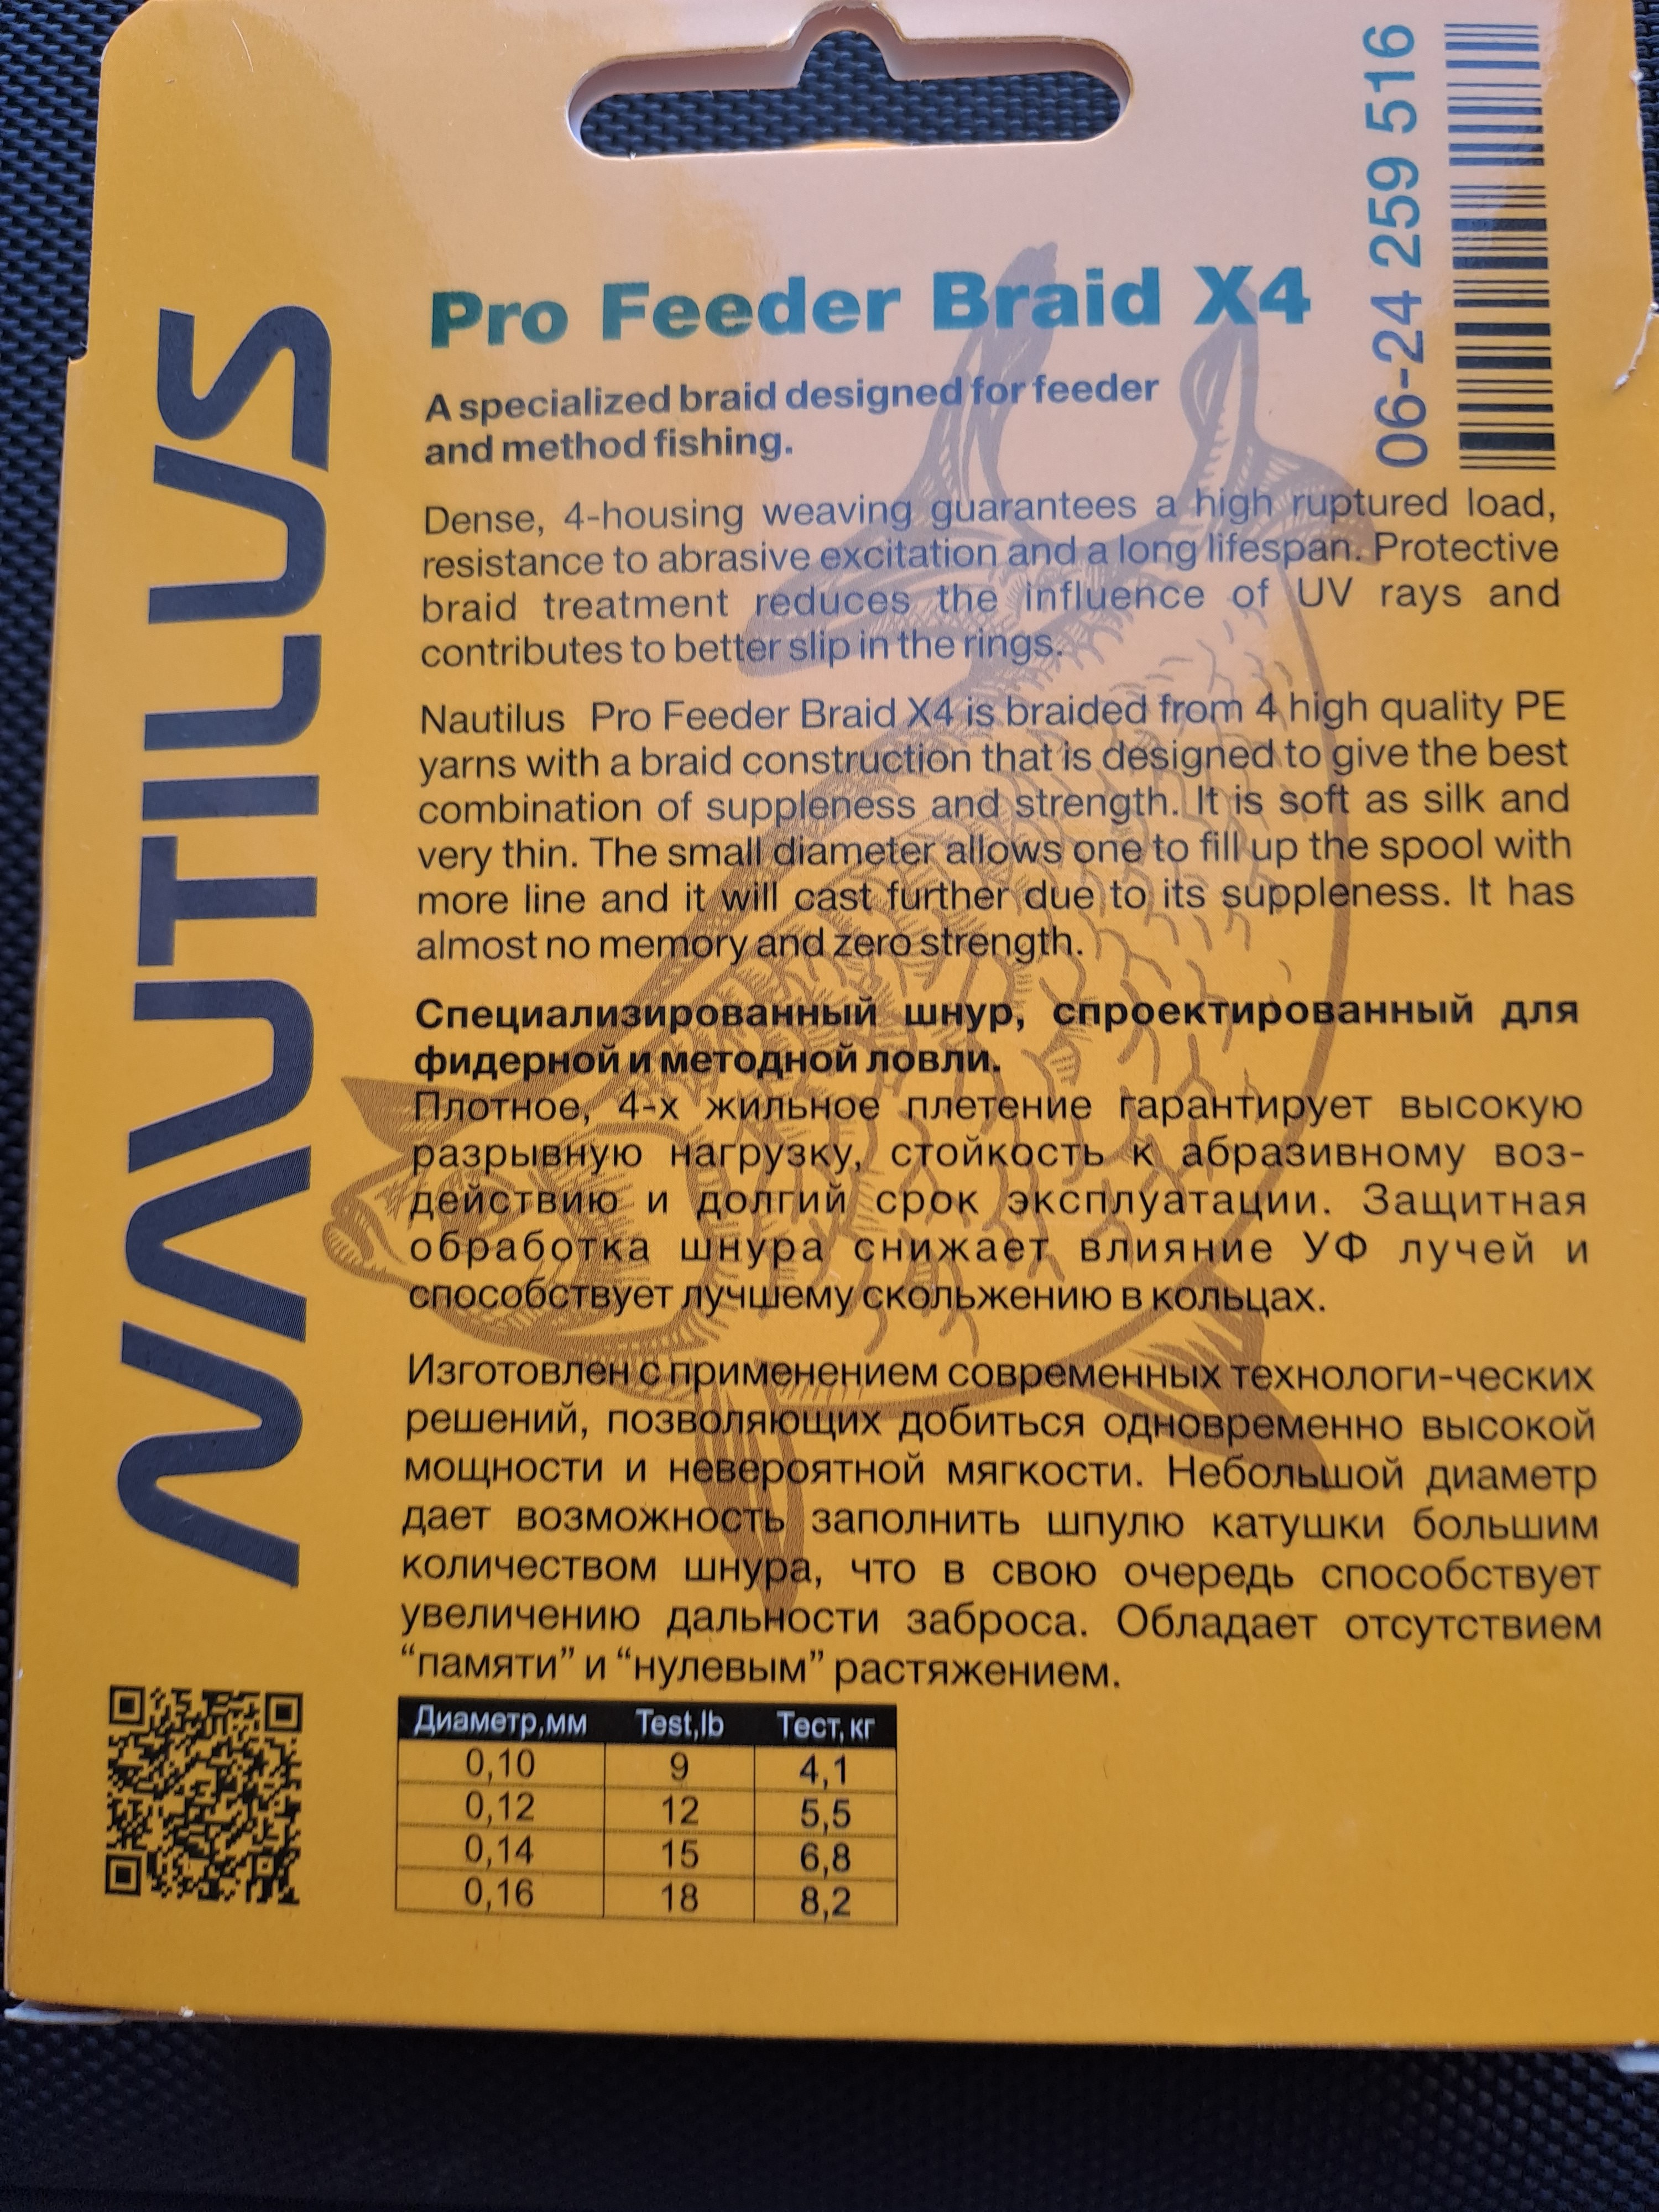 06-24 259 516
NAUTILUS
Pro Feeder Braid X4
A specialized braid designed for feeder
and method fishing.
Dense, 4-housing weaving guarantees a high ruptured load,
resistance to abrasive excitation and a long lifespan. Protective
braid treatment reduces the influence of UV rays and
contributes to better slip in the rings.
Nautilus Pro Feeder Braid X4 is braided from 4 high quality PE
yarns with a braid construction that is designed to give the best
combination of suppleness and strength. It is soft as silk and
very thin. The small diameter allows one to fill up the spool with
more line and it will cast further due to its suppleness. It has
almost no memory and zero strength.
Специализированный шнур, спроектированный для
фидерной и методной ловли.
Плотное, 4-х жильное плетение гарантирует высокую
разрывную нагрузку, стойкость к абразивному воз-
действию и долгий срок эксплуатации. Защитная
обработка шнура снижает влияние УФ лучей и
способствует лучшему скольжению в кольцах.
Изготовлен с применением современных технологи-ческих
решений, позволяющих добиться одновременно высокой
мощности и невероятной мягкости. Небольшой диаметр
дает возможность заполнить шпулю катушки большим
количеством шнура, что в свою очередь способствует
увеличению дальности заброса. Обладает отсутствием
“памяти” и “нулевым” растяжением.
Диаметр,мм Test,lb Тест, кг
0,10 9 4,1
0,12 12 5,5
0,14 15 6,8
0,16 18 8,2